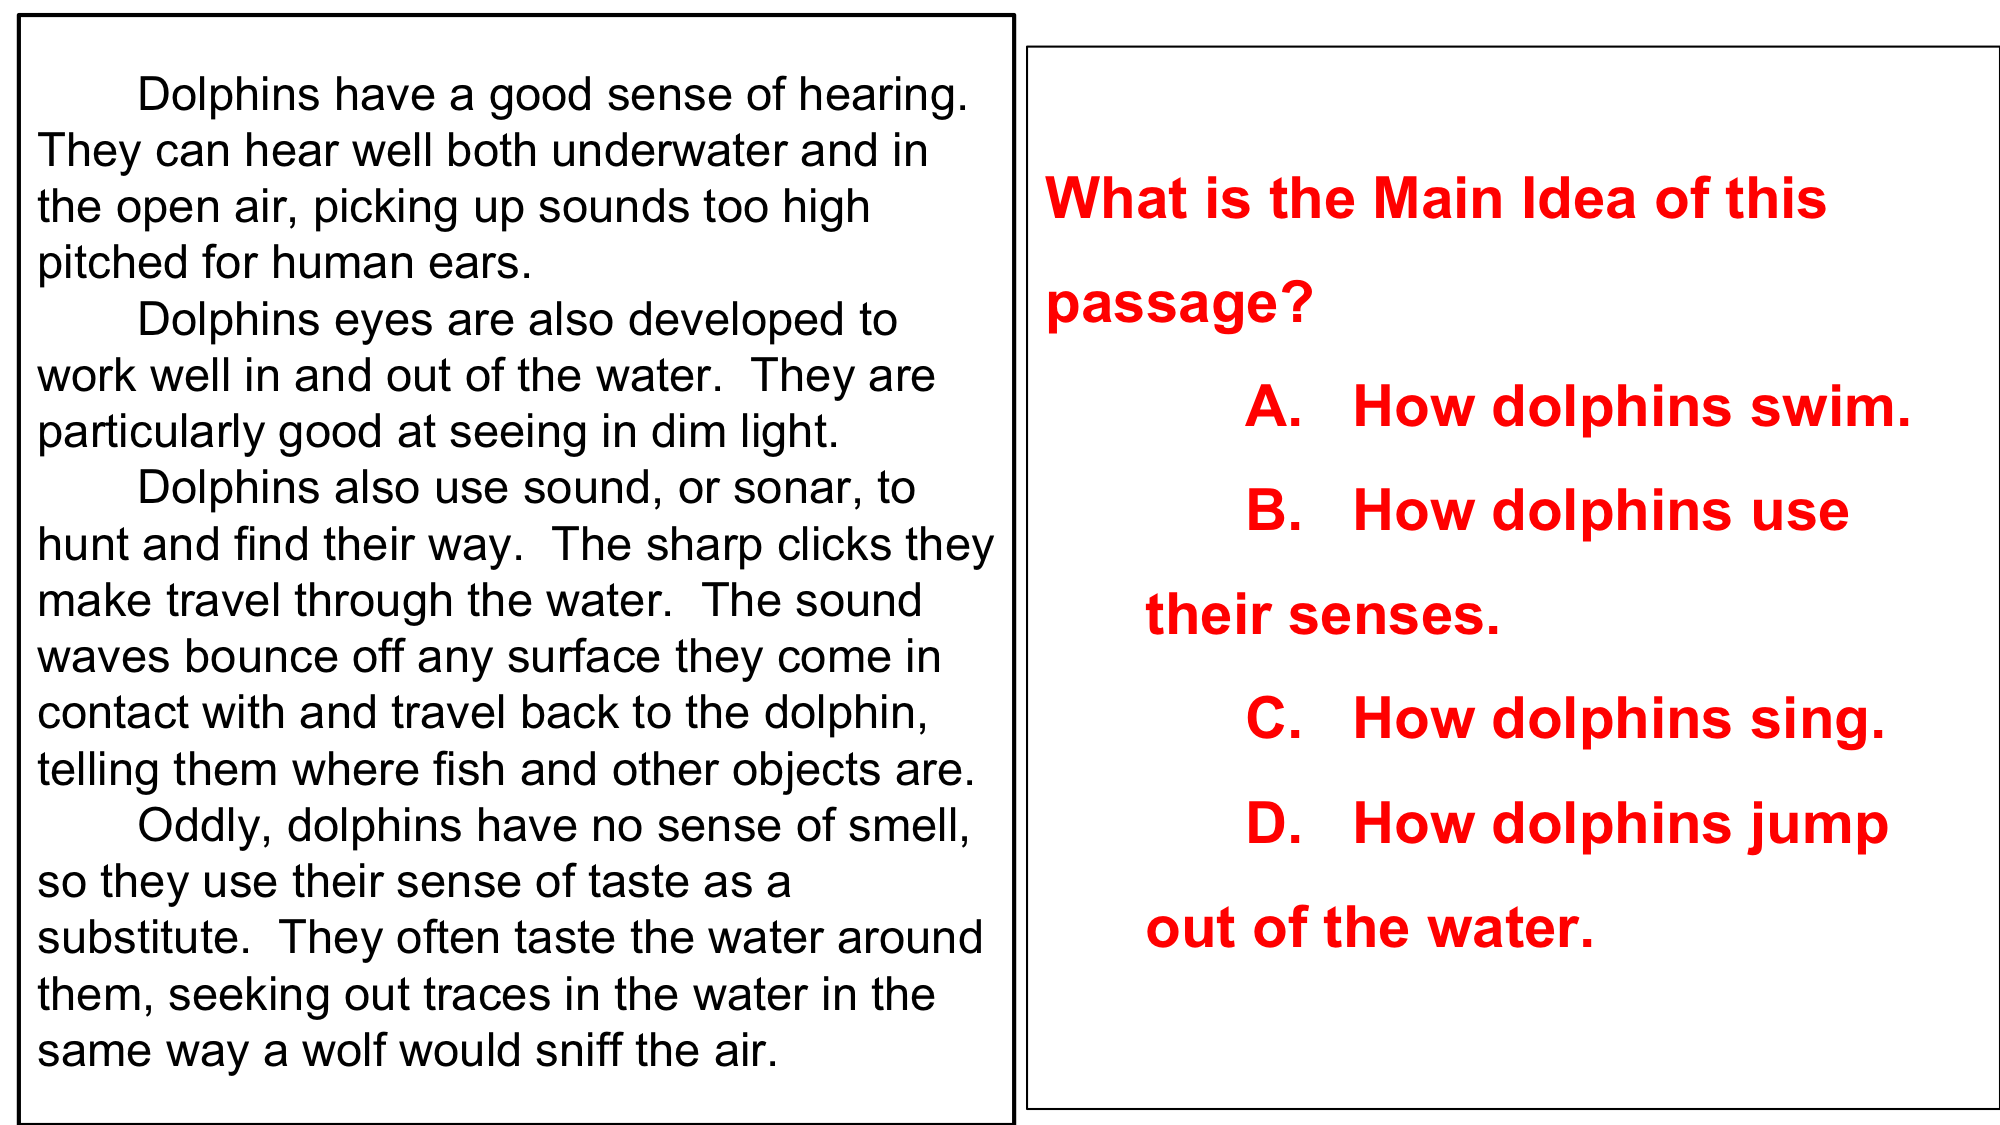 Dolphins have a good sense of hearing.
They can hear well both underwater and in
the open air, picking up sounds too high
pitched for human ears.
Dolphins eyes are also developed to
work well in and out of the water.  They are
particularly good at seeing in dim light.
Dolphins also use sound, or sonar, to
hunt and find their way.  The sharp clicks they
make travel through the water.  The sound
waves bounce off any surface they come in
contact with and travel back to the dolphin,
telling them where fish and other objects are.
Oddly, dolphins have no sense of smell,
so they use their sense of taste as a
substitute.  They often taste the water around
them, seeking out traces in the water in the
same way a wolf would sniff the air.
What is the Main Idea of this
passage?
A. How dolphins swim.
B. How dolphins use
their senses.
C. How dolphins sing.
D. How dolphins jump
out of the water.